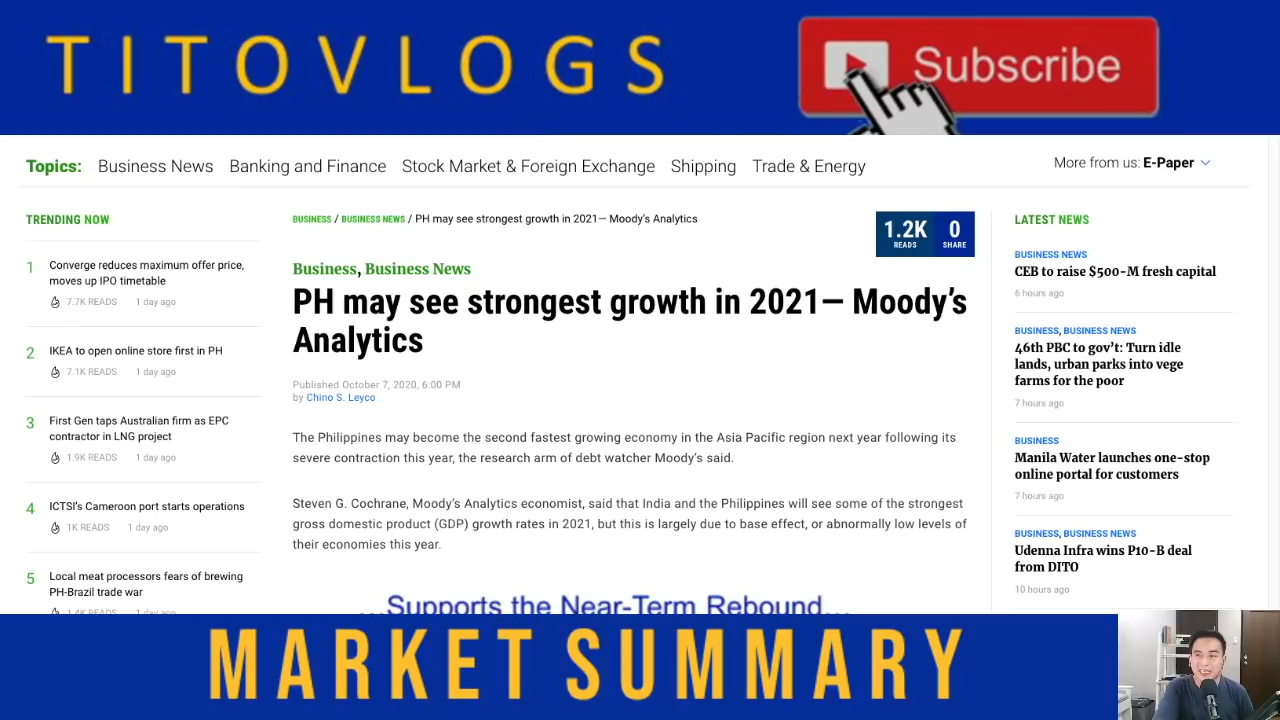 TITOVLOGS
Subscribe
Topics: Business News Banking and Finance Stock Market & Foreign Exchange Shipping Trade & Energy
More from us: E-Paper
TRENDING NOW
1 Converge reduces maximum offer price,
moves up IPO timetable
7.7K READS 1 day ago
2 IKEA to open online store first in PH
7.1K READS 1 day ago
3 First Gen taps Australian firm as EPC
contractor in LNG project
1.9K READS 1 day ago
4 ICTSI's Cameroon port starts operations
1K READS 1 day ago
5 Local meat processors fears of brewing
PH-Brazil trade war
1.4K READS 1 day ago
BUSINESS / BUSINESS NEWS / PH may see strongest growth in 2021— Moody's Analytics
1.2K 0
READS SHARE
Business, Business News
PH may see strongest growth in 2021— Moody's
Analytics
Published October 7, 2020, 6:00 PM
by Chino S. Leyco
The Philippines may become the second fastest growing economy in the Asia Pacific region next year following its
severe contraction this year, the research arm of debt watcher Moody's said.
Steven G. Cochrane, Moody's Analytics economist, said that India and the Philippines will see some of the strongest
gross domestic product (GDP) growth rates in 2021, but this is largely due to base effect, or abnormally low levels of
their economies this year.
...Supports the Near-Term Rebound...
LATEST NEWS
BUSINESS NEWS
CEB to raise $500-M fresh capital
6 hours ago
BUSINESS, BUSINESS NEWS
46th PBC to gov't: Turn idle
lands, urban parks into vege
farms for the poor
7 hours ago
BUSINESS
Manila Water launches one-stop
online portal for customers
7 hours ago
BUSINESS, BUSINESS NEWS
Udenna Infra wins P10-B deal
from DITO
10 hours ago
MARKET SUMMARY